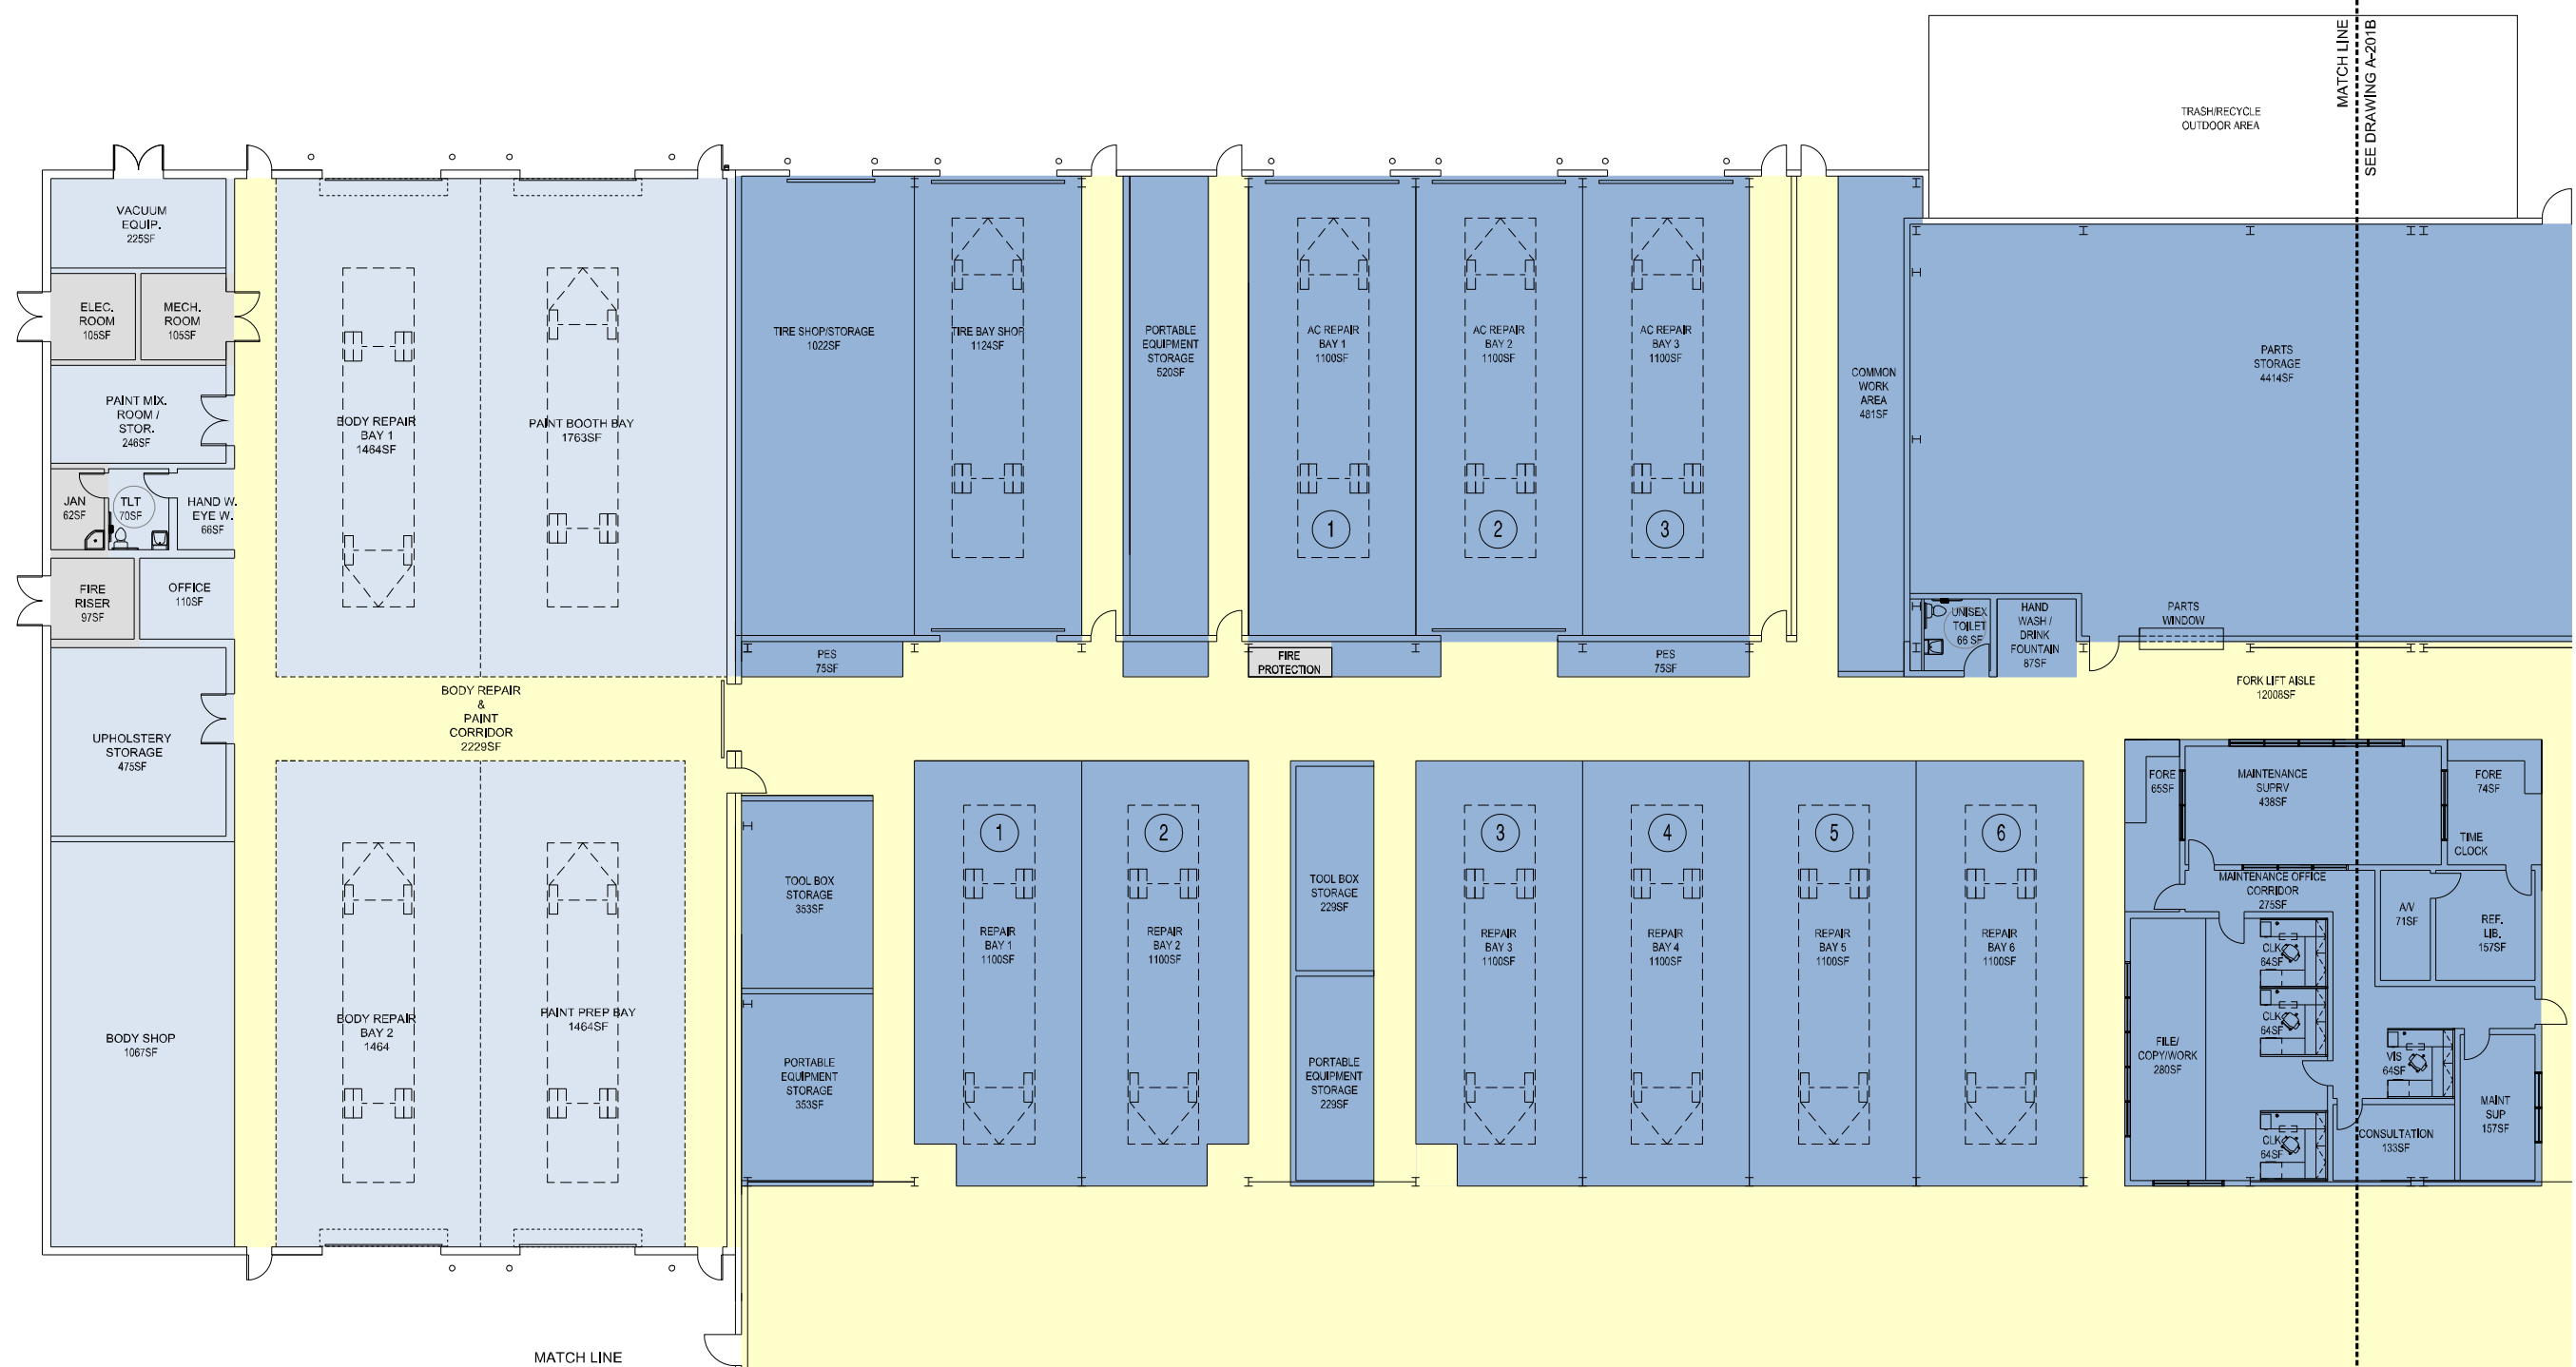 MATCH LINE
SEE DRAWING A-201B
TRASH/RECYCLE
OUTDOOR AREA
VACUUM
EQUIP.
225SF
ELEC.
ROOM
105SF
MECH.
ROOM
105SF
PAINT MIX.
ROOM /
STOR.
246SF
JAN
62SF
TLT
70SF
HAND W.
EYE W.
66SF
FIRE
RISER
97SF
OFFICE
110SF
UPHOLSTERY
STORAGE
475SF
BODY SHOP
1067SF
BODY REPAIR
BAY 1
1464SF
PAINT BOOTH BAY
1763SF
BODY REPAIR
&
PAINT
CORRIDOR
2229SF
BODY REPAIR
BAY 2
1464
PAINT PREP BAY
1464SF
TIRE SHOP/STORAGE
1022SF
TIRE BAY SHOP
1124SF
PORTABLE
EQUIPMENT
STORAGE
520SF
AC REPAIR
BAY 1
1100SF
1
AC REPAIR
BAY 2
1100SF
2
AC REPAIR
BAY 3
1100SF
3
COMMON
WORK
AREA
481SF
PARTS
STORAGE
4414SF
PES
75SF
FIRE
PROTECTION
PES
75SF
UNISEX
TOILET
66 SF
HAND
WASH /
DRINK
FOUNTAIN
87SF
PARTS
WINDOW
FORK LIFT AISLE
12008SF
TOOL BOX
STORAGE
353SF
PORTABLE
EQUIPMENT
STORAGE
353SF
1
REPAIR
BAY 1
1100SF
2
REPAIR
BAY 2
1100SF
TOOL BOX
STORAGE
229SF
PORTABLE
EQUIPMENT
STORAGE
229SF
3
REPAIR
BAY 3
1100SF
4
REPAIR
BAY 4
1100SF
5
REPAIR
BAY 5
1100SF
6
REPAIR
BAY 6
1100SF
FORE
65SF
MAINTENANCE
SUPRV
438SF
FORE
74SF
TIME
CLOCK
MAINTENANCE OFFICE
CORRIDOR
275SF
A/V
71SF
REF.
LIB.
157SF
CLK
64SF
CLK
64SF
FILE/
COPY/WORK
280SF
VIS
64SF
CLK
64SF
CONSULTATION
133SF
MAINT
SUP
157SF
MATCH LINE